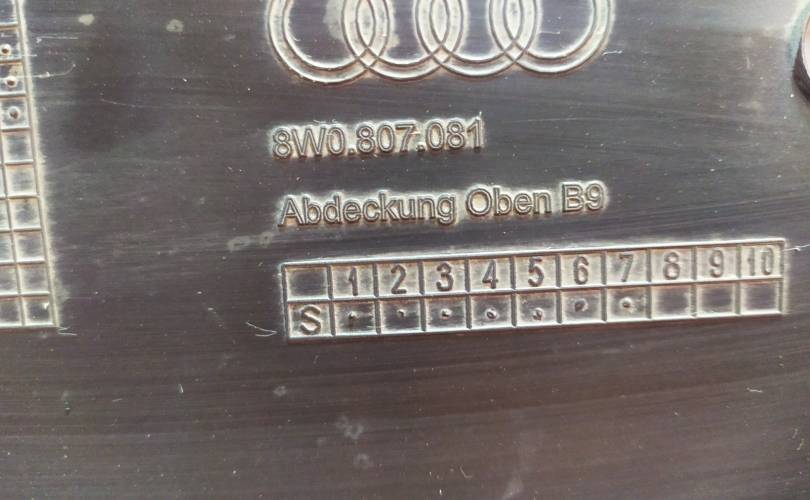 8W0.807.081
Abdeckung Oben B9
1 2 3 4 5 6 7 8 9 10
S